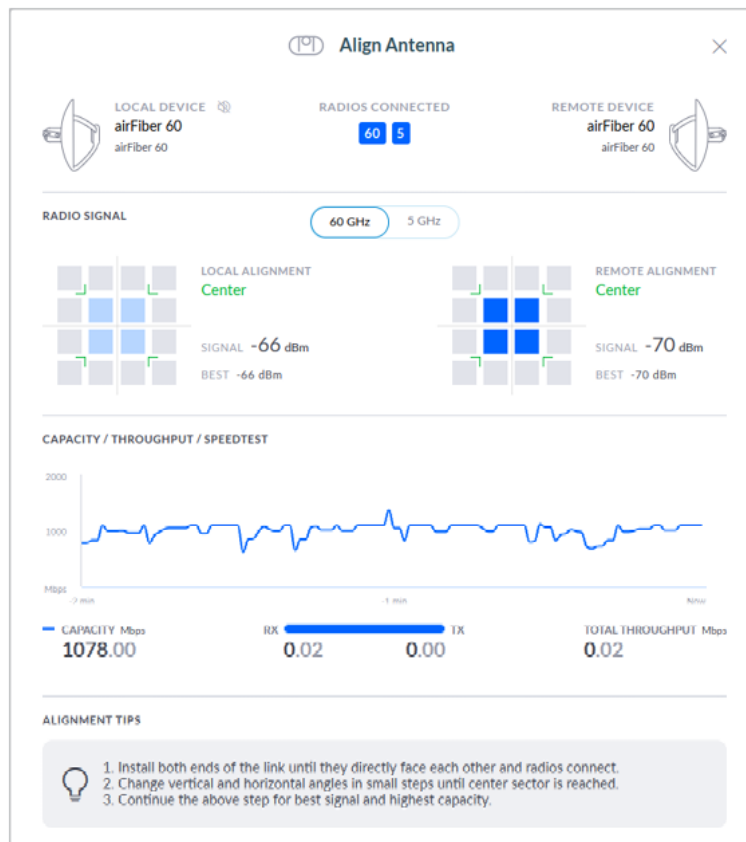 Align Antenna
LOCAL DEVICE
airFiber 60
airFiber 60
RADIOS CONNECTED
60 5
REMOTE DEVICE
airFiber 60
airFiber 60
RADIO SIGNAL
60 GHz 5 GHz
LOCAL ALIGNMENT
Center
SIGNAL -66 dBm
BEST -66 dBm
REMOTE ALIGNMENT
Center
SIGNAL -70 dBm
BEST -70 dBm
CAPACITY / THROUGHPUT / SPEEDTEST
2000
1000
Mbps
-2 min -1 min Now
CAPACITY Mbps
1078.00
RX TX
0.02 0.00
TOTAL THROUGHPUT Mbps
0.02
ALIGNMENT TIPS
1. Install both ends of the link until they directly face each other and radios connect.
2. Change vertical and horizontal angles in small steps until center sector is reached.
3. Continue the above step for best signal and highest capacity.